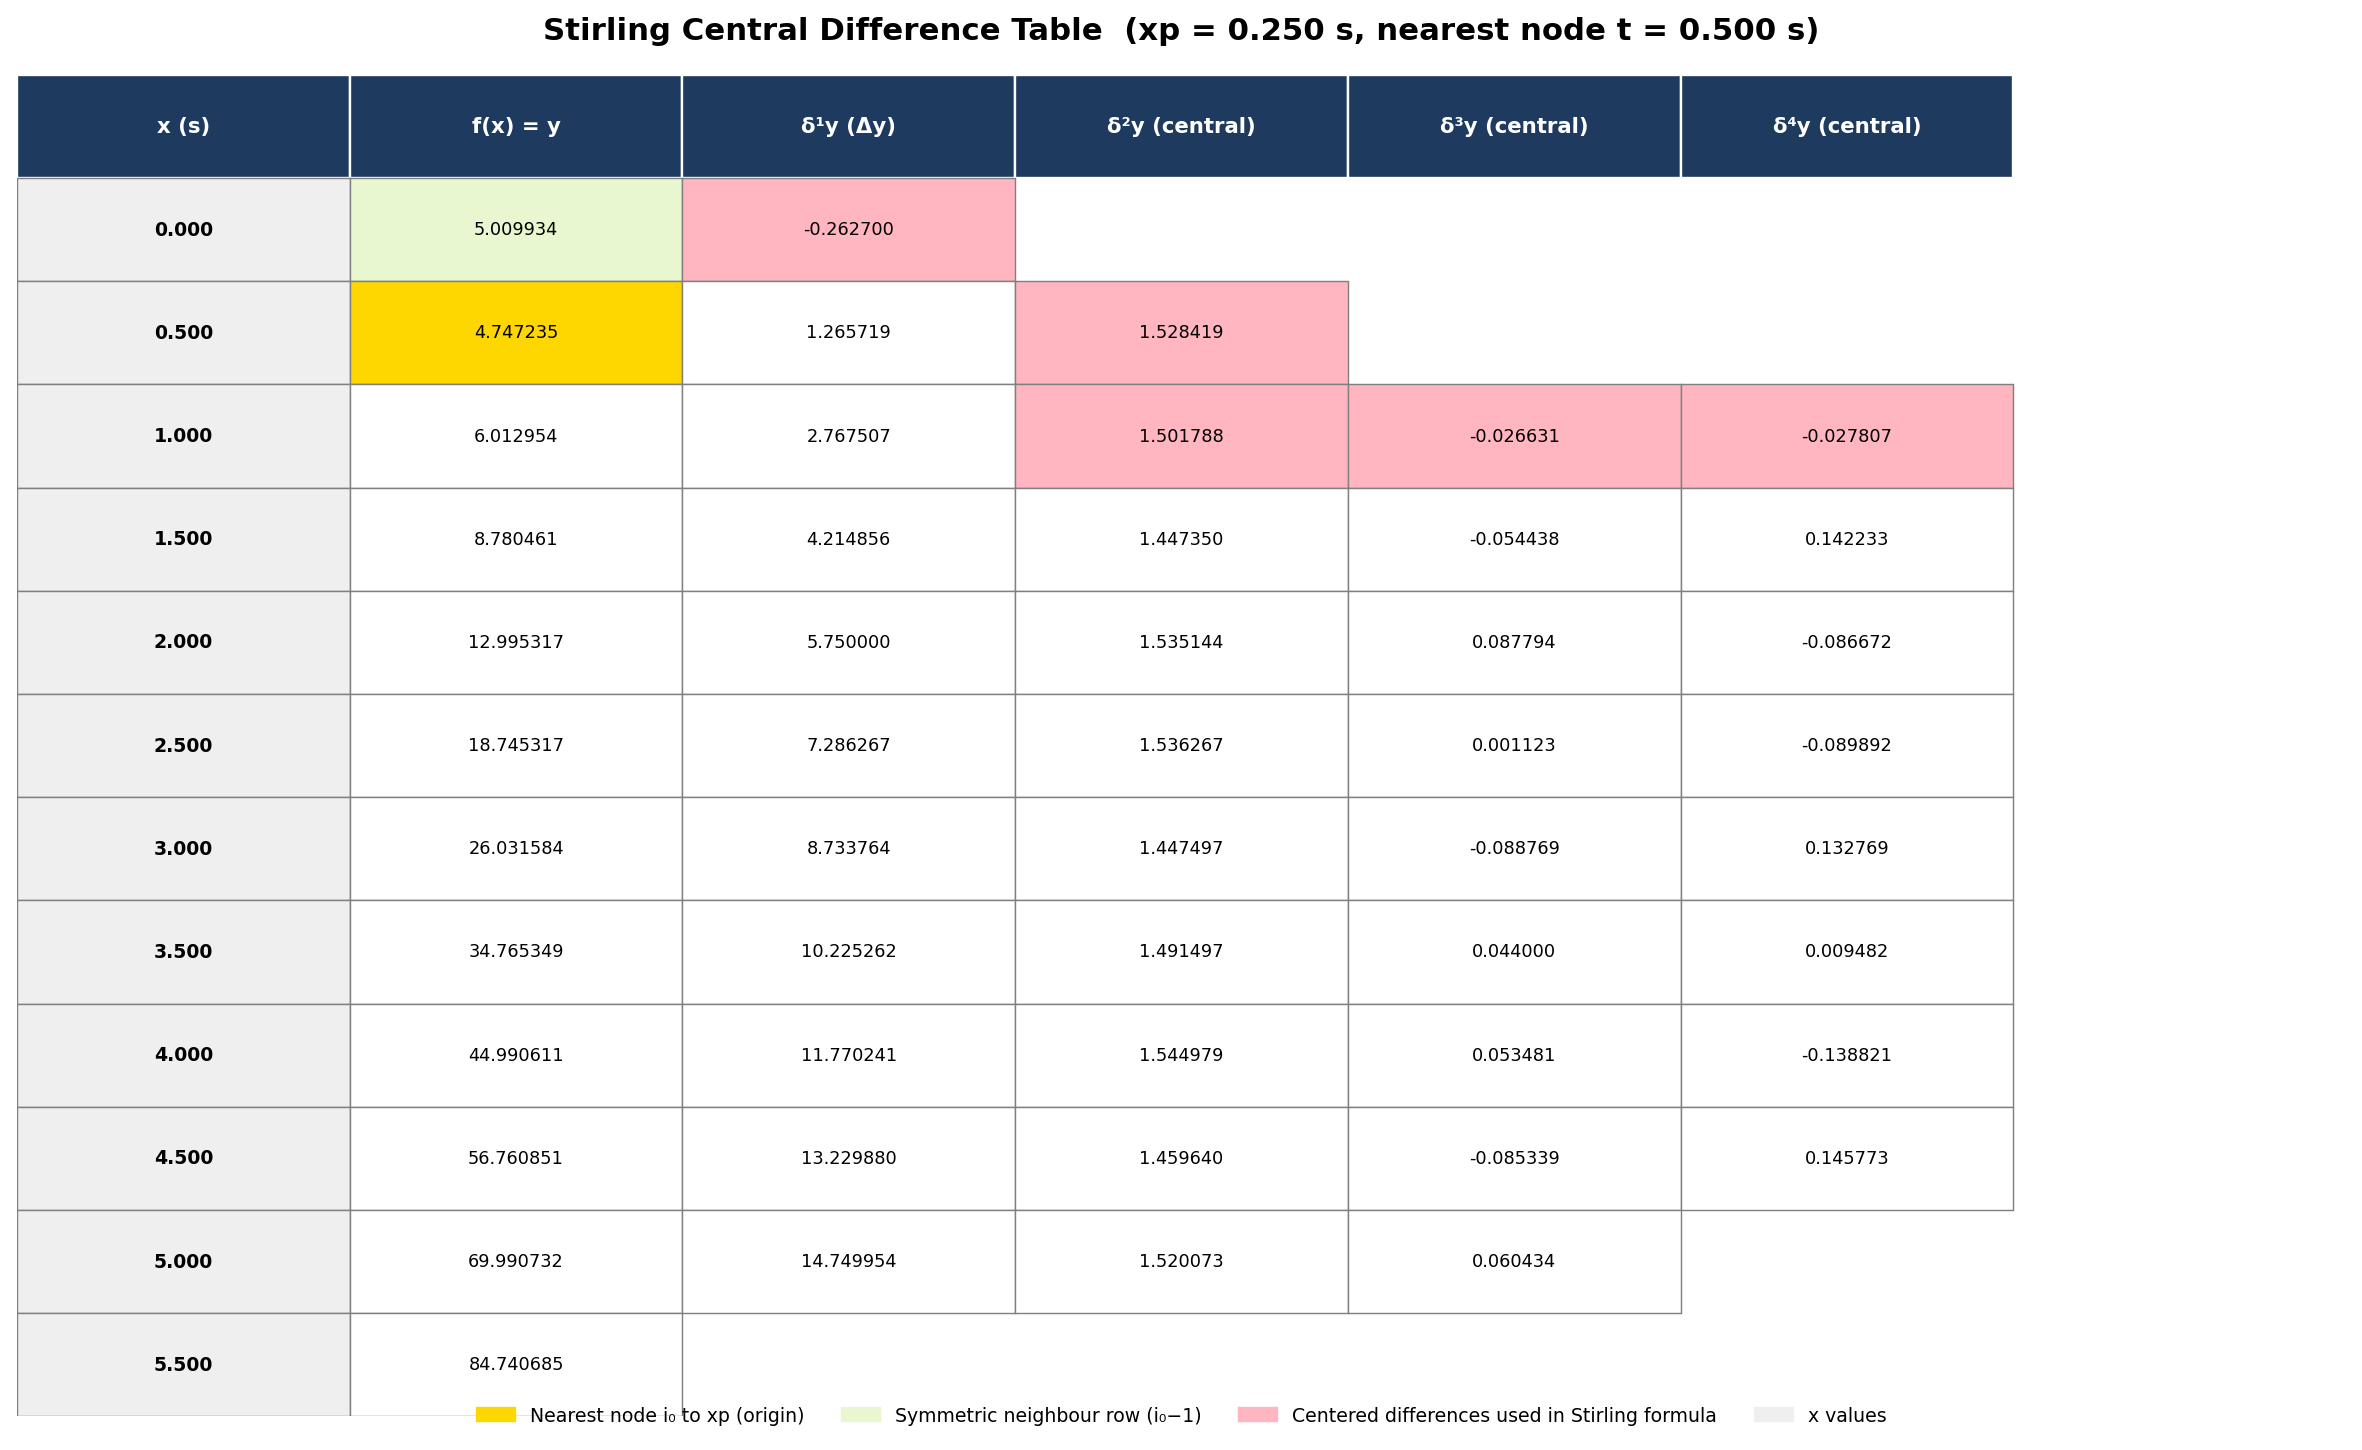 Stirling Central Difference Table (xp = 0.250 s, nearest node t = 0.500 s)
x (s) f(x) = y δ¹y (Δy) δ²y (central) δ³y (central) δ⁴y (central)
0.000 5.009934 -0.262700
0.500 4.747235 1.265719 1.528419
1.000 6.012954 2.767507 1.501788 -0.026631 -0.027807
1.500 8.780461 4.214856 1.447350 -0.054438 0.142233
2.000 12.995317 5.750000 1.535144 0.087794 -0.086672
2.500 18.745317 7.286267 1.536267 0.001123 -0.089892
3.000 26.031584 8.733764 1.447497 -0.088769 0.132769
3.500 34.765349 10.225262 1.491497 0.044000 0.009482
4.000 44.990611 11.770241 1.544979 0.053481 -0.138821
4.500 56.760851 13.229880 1.459640 -0.085339 0.145773
5.000 69.990732 14.749954 1.520073 0.060434
5.500 84.740685
Nearest node i₀ to xp (origin) Symmetric neighbour row (i₀−1) Centered differences used in Stirling formula x values